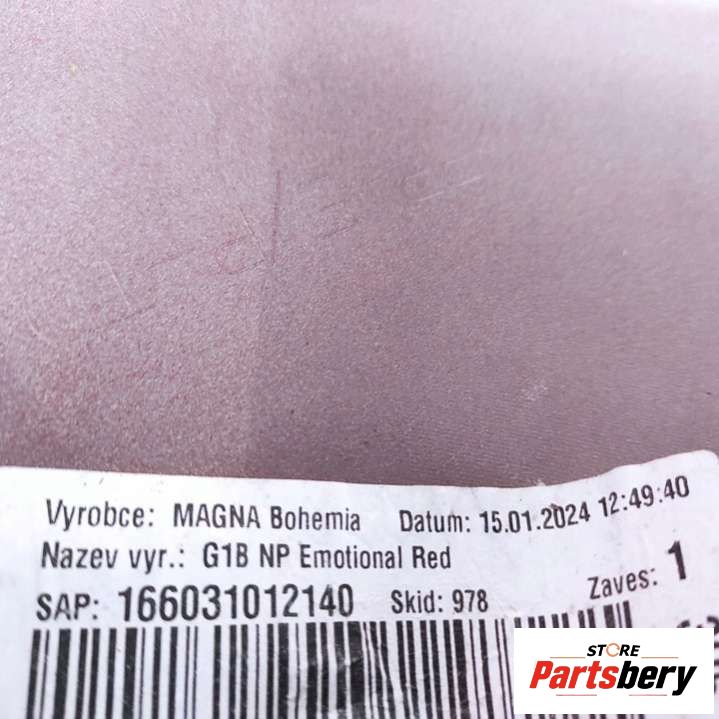 Vyrobce: MAGNA Bohemia Datum: 15.01.2024 12:49:40
Nazev vyr.: G1B NP Emotional Red
SAP: 166031012140 Skid: 978 Zaves: 1
STORE
Partsbery